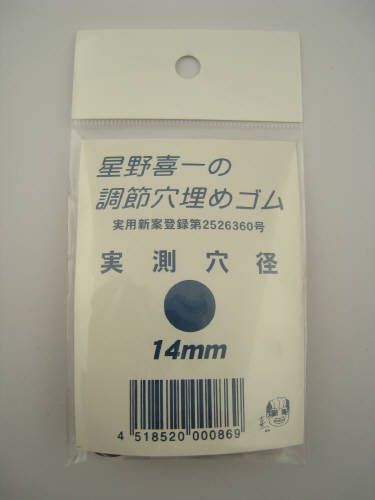 星野喜一の
調節穴埋めゴム
実用新案登録第2526360号
実測穴径
14mm
4 518520 000869